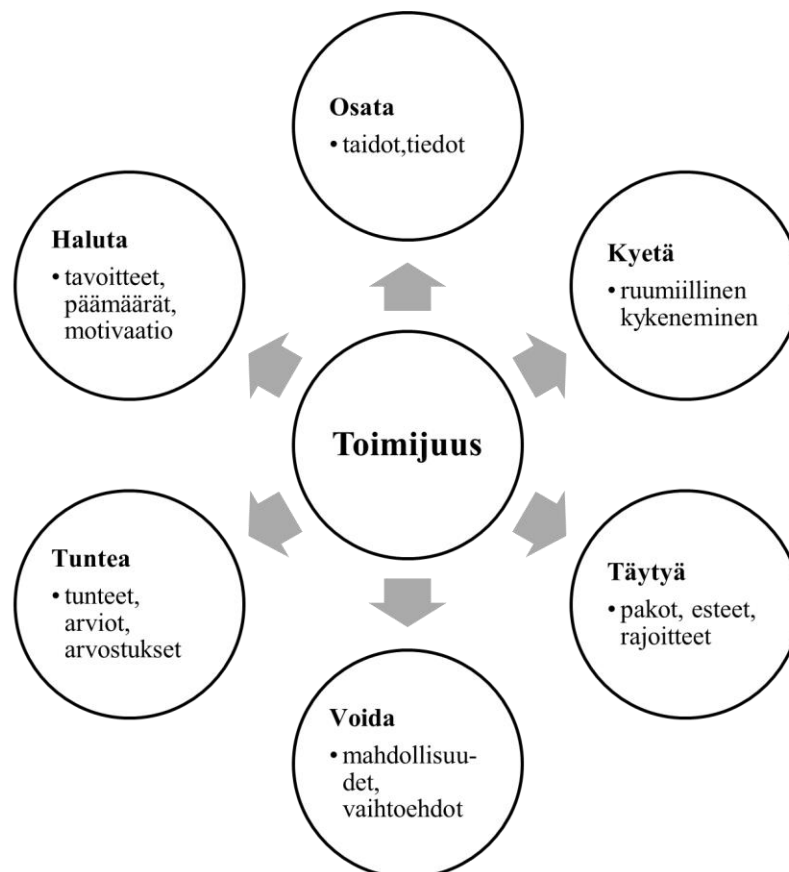 Osata
• taidot,tiedot
Haluta
• tavoitteet,
päämäärät,
motivaatio
Kyetä
• ruumiillinen
kykeneminen
Toimijuus
Tuntea
• tunteet,
arviot,
arvostukset
Täytyä
• pakot, esteet,
rajoitteet
Voida
• mahdollisuu-
det,
vaihtoehdot